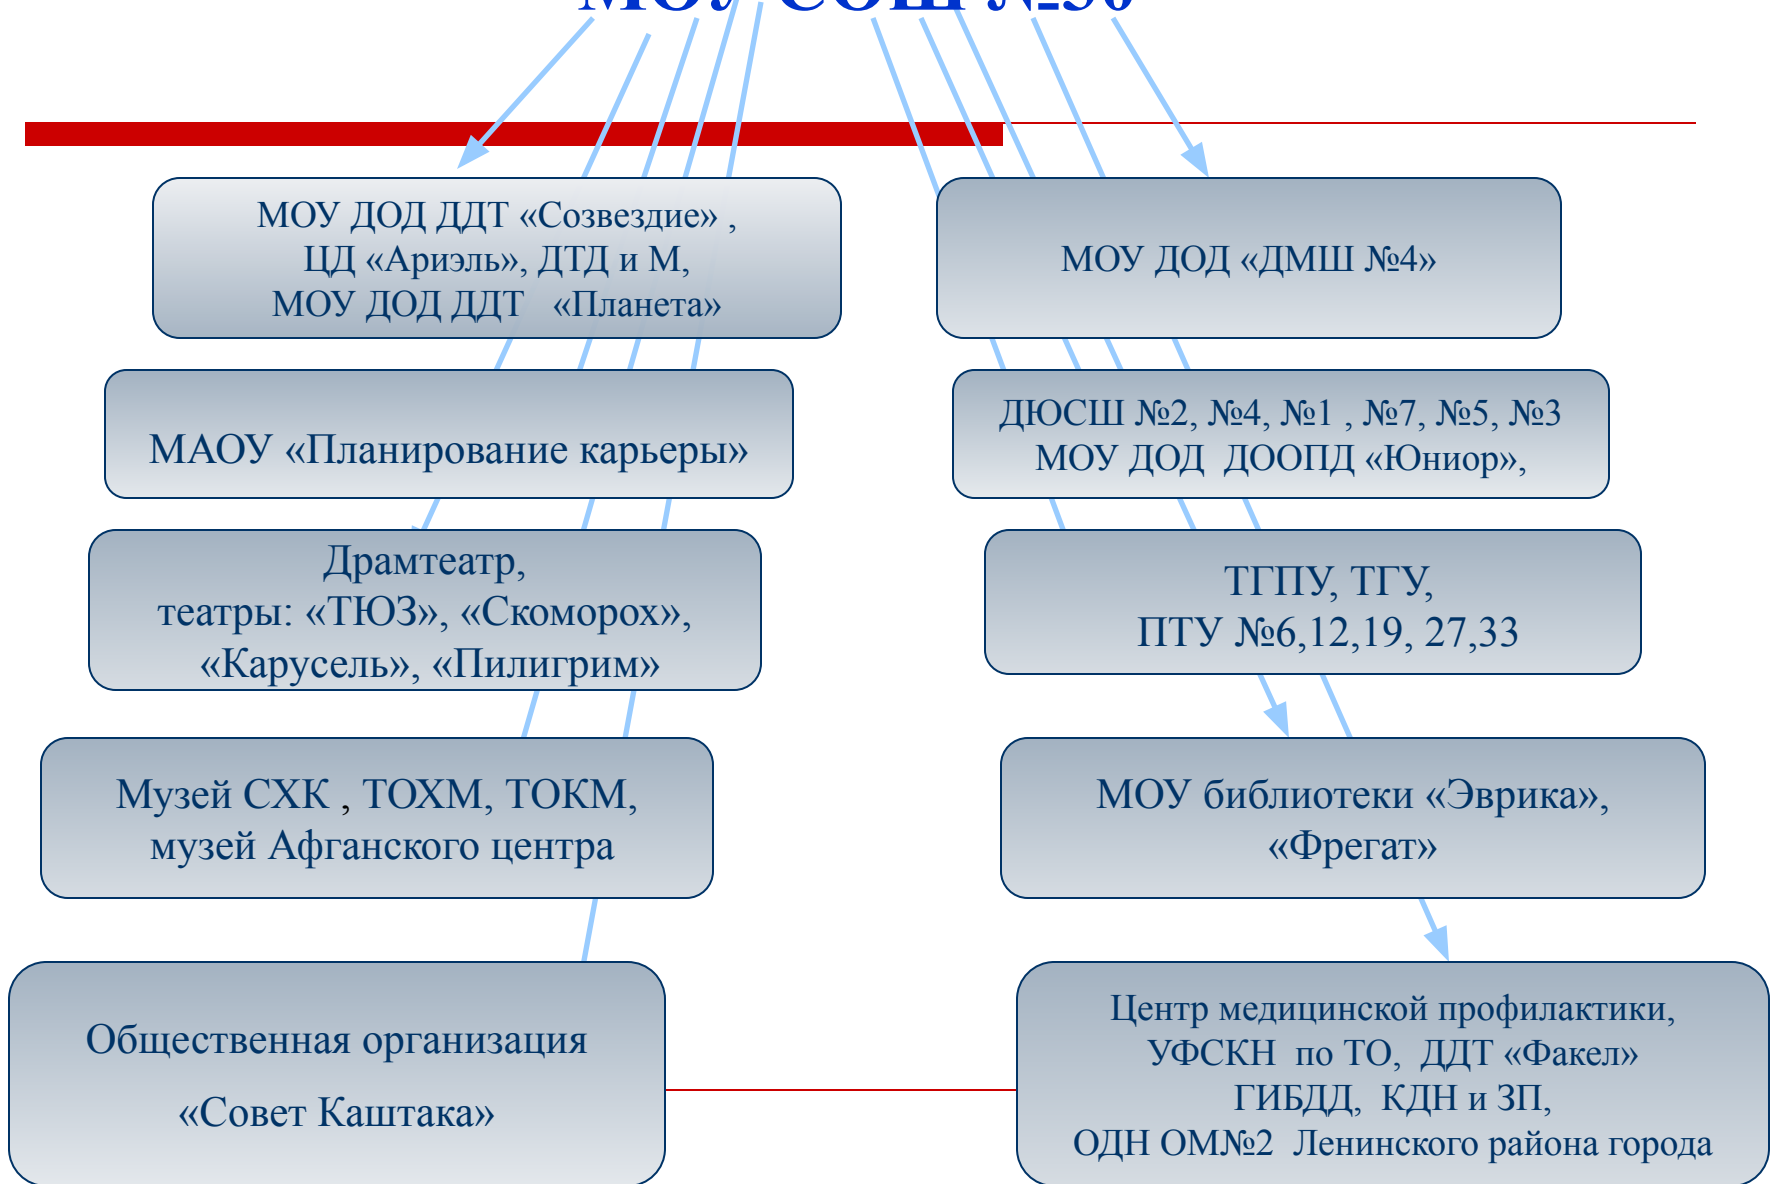 МОУ ДОД ДДТ «Созвездие» ,
ЦД «Ариэль», ДТД и М,
МОУ ДОД ДДТ «Планета»
МОУ ДОД «ДМШ №4»
МАОУ «Планирование карьеры»
ДЮСШ №2, №4, №1 , №7, №5, №3
МОУ ДОД ДООПД «Юниор»,
Драмтеатр,
театры: «ТЮЗ», «Скоморох»,
«Карусель», «Пилигрим»
ТГПУ, ТГУ,
ПТУ №6,12,19, 27,33
Музей СХК , ТОХМ, ТОКМ,
музей Афганского центра
МОУ библиотеки «Эврика»,
«Фрегат»
Общественная организация
«Совет Каштака»
Центр медицинской профилактики,
УФСКН по ТО, ДДТ «Факел»
ГИБДД, КДН и ЗП,
ОДН ОМ№2 Ленинского района города